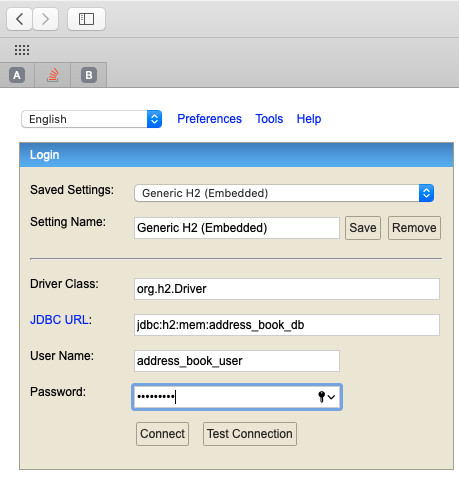 A B
English Preferences Tools Help
Login
Saved Settings: Generic H2 (Embedded)
Setting Name: Generic H2 (Embedded) Save Remove
Driver Class: org.h2.Driver
JDBC URL: jdbc:h2:mem:address_book_db
User Name: address_book_user
Password: •••••••••
Connect Test Connection